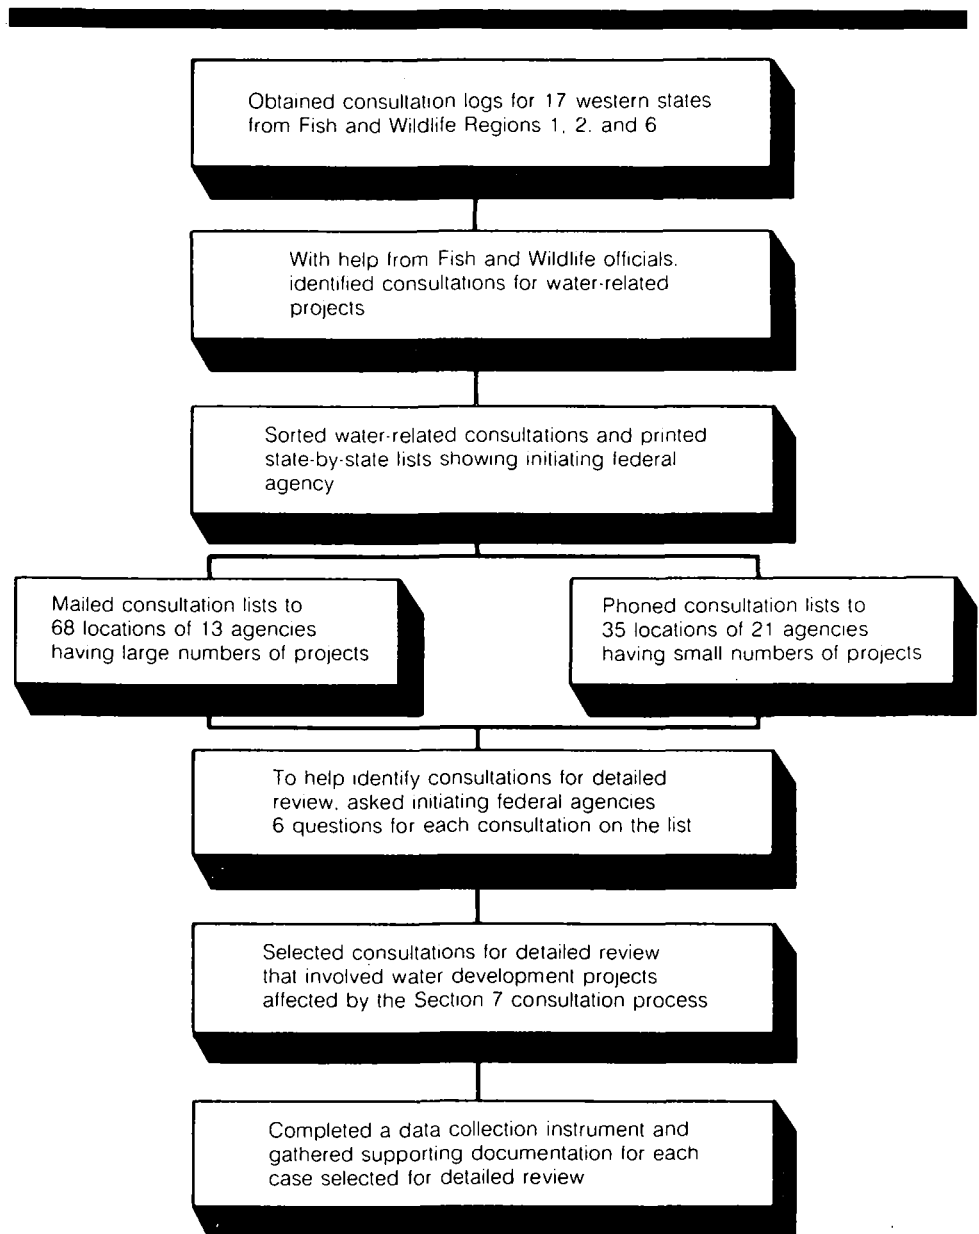 Obtained consultation logs for 17 western states
from Fish and Wildlife Regions 1, 2. and 6
With help from Fish and Wildlife officials.
identified consultations for water-related
projects
Sorted water-related consultations and printed
state-by-state lists showing initiating federal
agency
Mailed consultation lists to
68 locations of 13 agencies
having large numbers of projects
Phoned consultation lists to
35 locations of 21 agencies
having small numbers of projects
To help identify consultations for detailed
review, asked initiating federal agencies
6 questions for each consultation on the list
Selected consultations for detailed review
that involved water development projects
affected by the Section 7 consultation process
Completed a data collection instrument and
gathered supporting documentation for each
case selected for detailed review